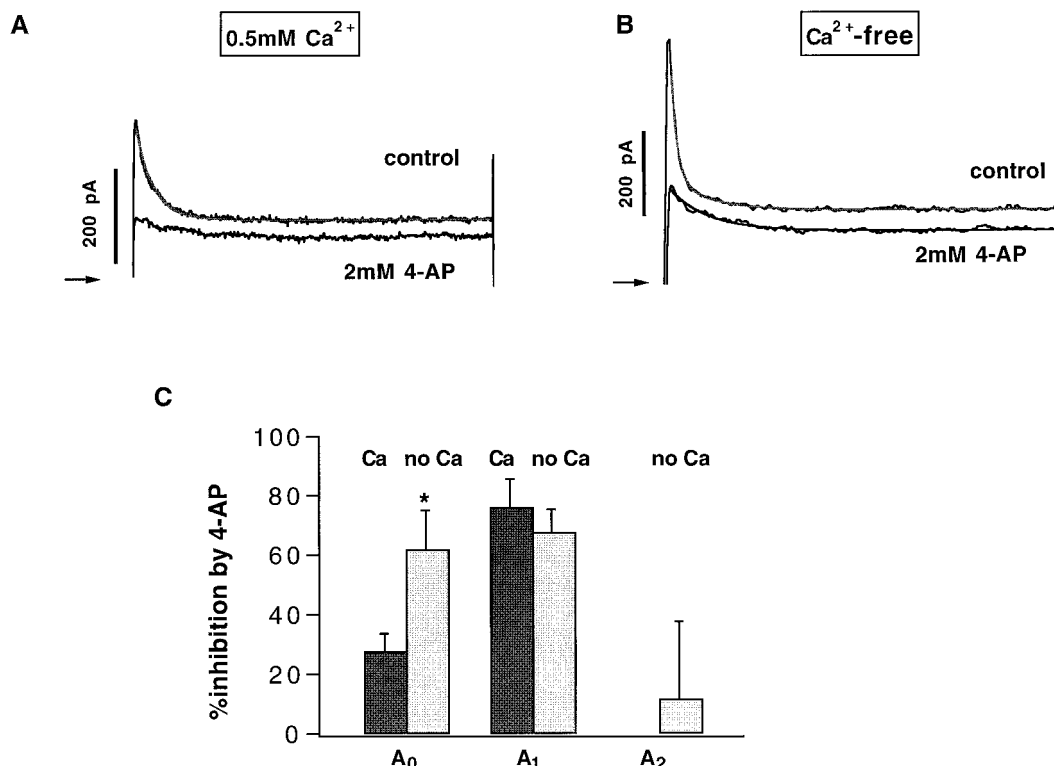 A
0.5mM Ca²⁺
B
Ca²⁺-free
control
200 pA
2mM 4-AP
control
200 pA
2mM 4-AP
C
%inhibition by 4-AP
100
80
60
40
20
0
Ca no Ca Ca no Ca no Ca
*
A₀ A₁ A₂